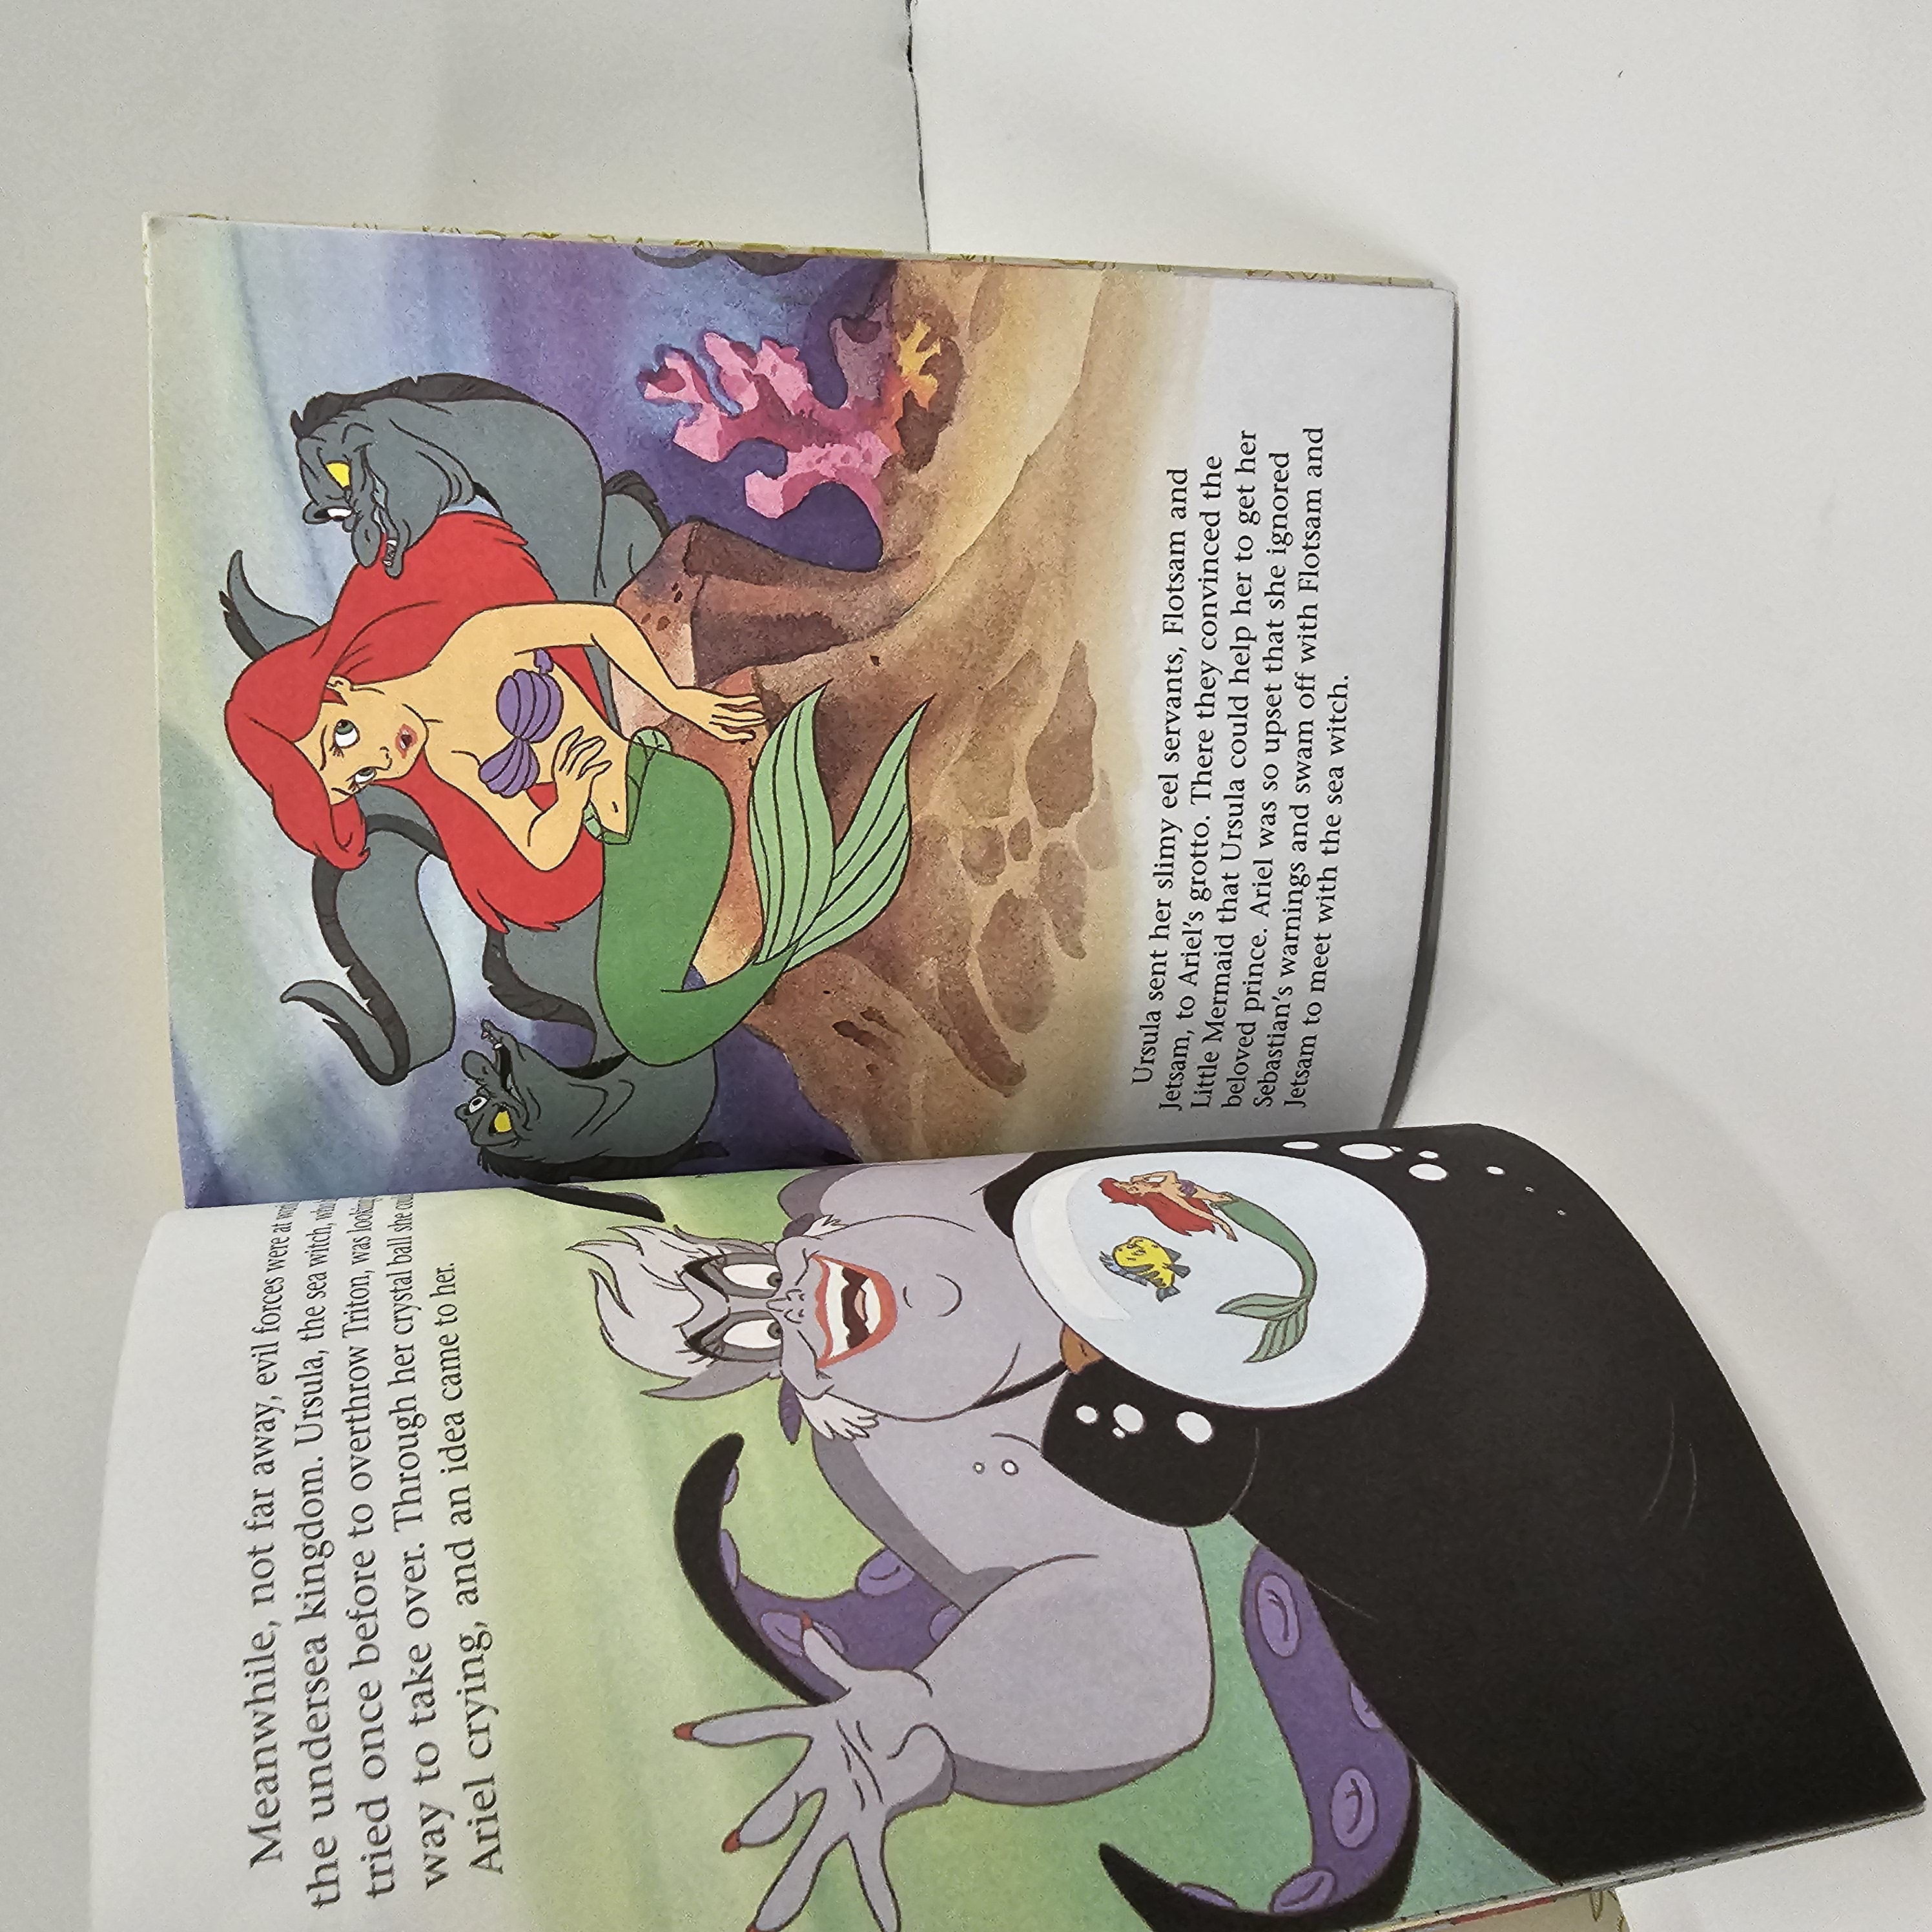 Meanwhile, not far away, evil forces were at
the undersea kingdom. Ursula, the sea witch,
tried once before to overthrow Triton, was
way to take over. Through her crystal ball she
Ariel crying, and an idea came to her.
Ursula sent her slimy eel servants, Flotsam and
Jetsam, to Ariel's grotto. There they convinced the
Little Mermaid that Ursula could help her to get her
beloved prince. Ariel was so upset that she ignored
Sebastian's warnings and swam off with Flotsam and
Jetsam to meet with the sea witch.